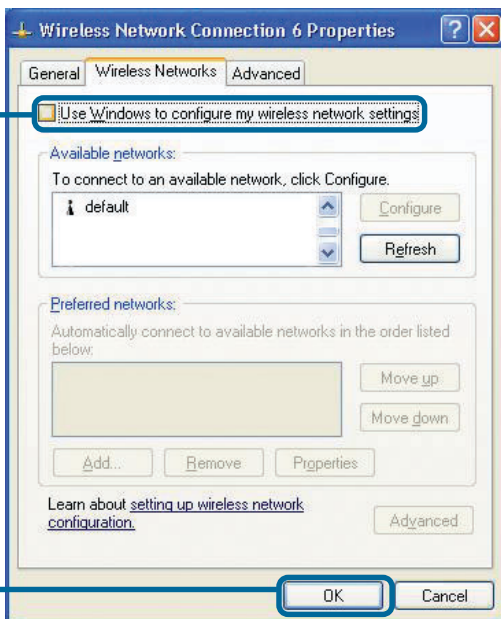 Wireless Network Connection 6 Properties
General Wireless Networks Advanced
Use Windows to configure my wireless network settings
Available networks:
To connect to an available network, click Configure.
default
Configure
Refresh
Preferred networks:
Automatically connect to available networks in the order listed
below:
Move up
Move down
Add... Remove Properties
Learn about setting up wireless network
configuration.
Advanced
OK Cancel